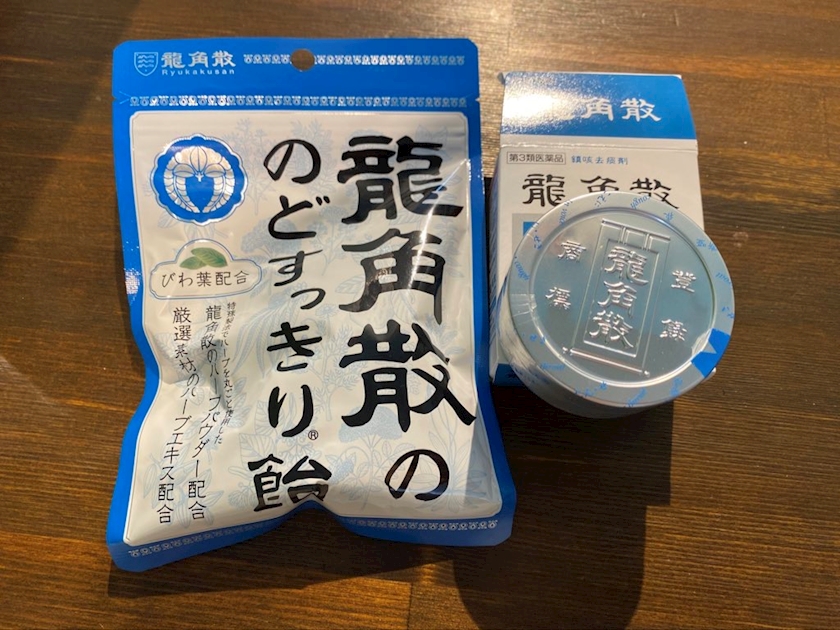 龍角散
Ryukakusan
龍角散の
のどすっきり飴®
びわ葉配合
特殊製法でハーブを丸ごと使用した
龍角散のハーブパウダー配合
厳選素材のハーブエキス配合
角散
第3類医薬品 鎮咳去痰剤
龍角散
登録
商標
龍角散